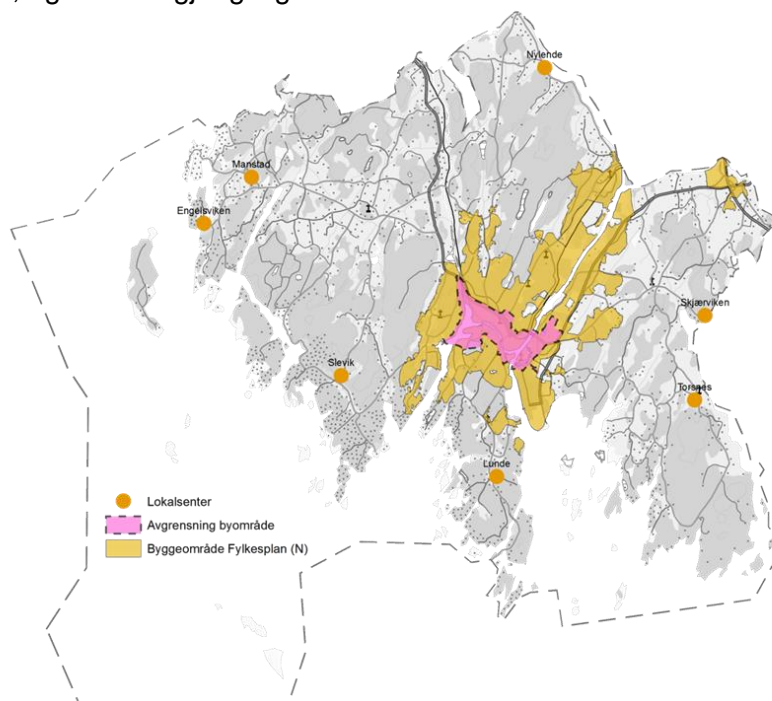 Nylende
Manstad
Engelsviken
Skjærviken
Slevik
Torsnes
Lunde
Lokalsenter
Avgrensning byområde
Byggeområde Fylkesplan (N)